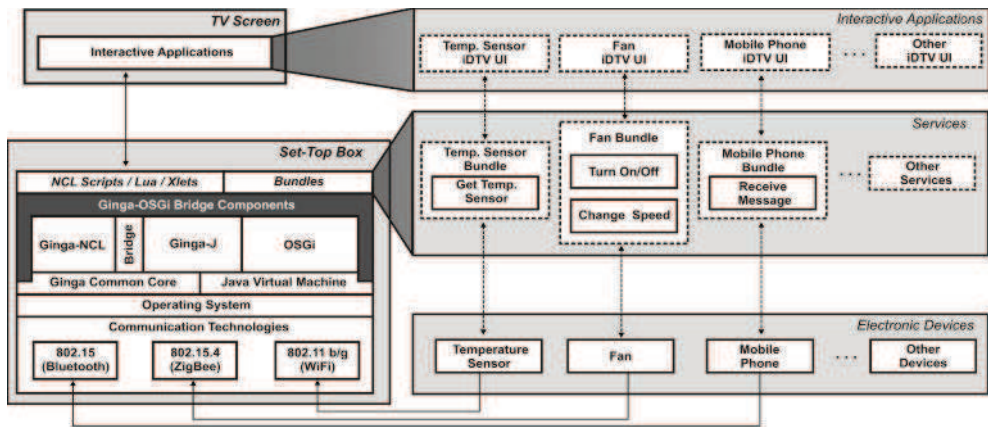 TV Screen
Interactive Applications
Interactive Applications
Temp. Sensor
iDTV UI
Fan
iDTV UI
Mobile Phone
iDTV UI
. . .
Other
iDTV UI
Services
Temp. Sensor
Bundle
Get Temp.
Sensor
Fan Bundle
Turn On/Off
Change Speed
Mobile Phone
Bundle
Receive
Message
. . .
Other
Services
Set-Top Box
NCL Scripts / Lua / Xlets
Bundles
Ginga-OSGi Bridge Components
Ginga-NCL
Bridge
Ginga-J
OSGi
Ginga Common Core
Java Virtual Machine
Operating System
Communication Technologies
802.15
(Bluetooth)
802.15.4
(ZigBee)
802.11 b/g
(WiFi)
Electronic Devices
Temperature
Sensor
Fan
Mobile
Phone
. . .
Other
Devices